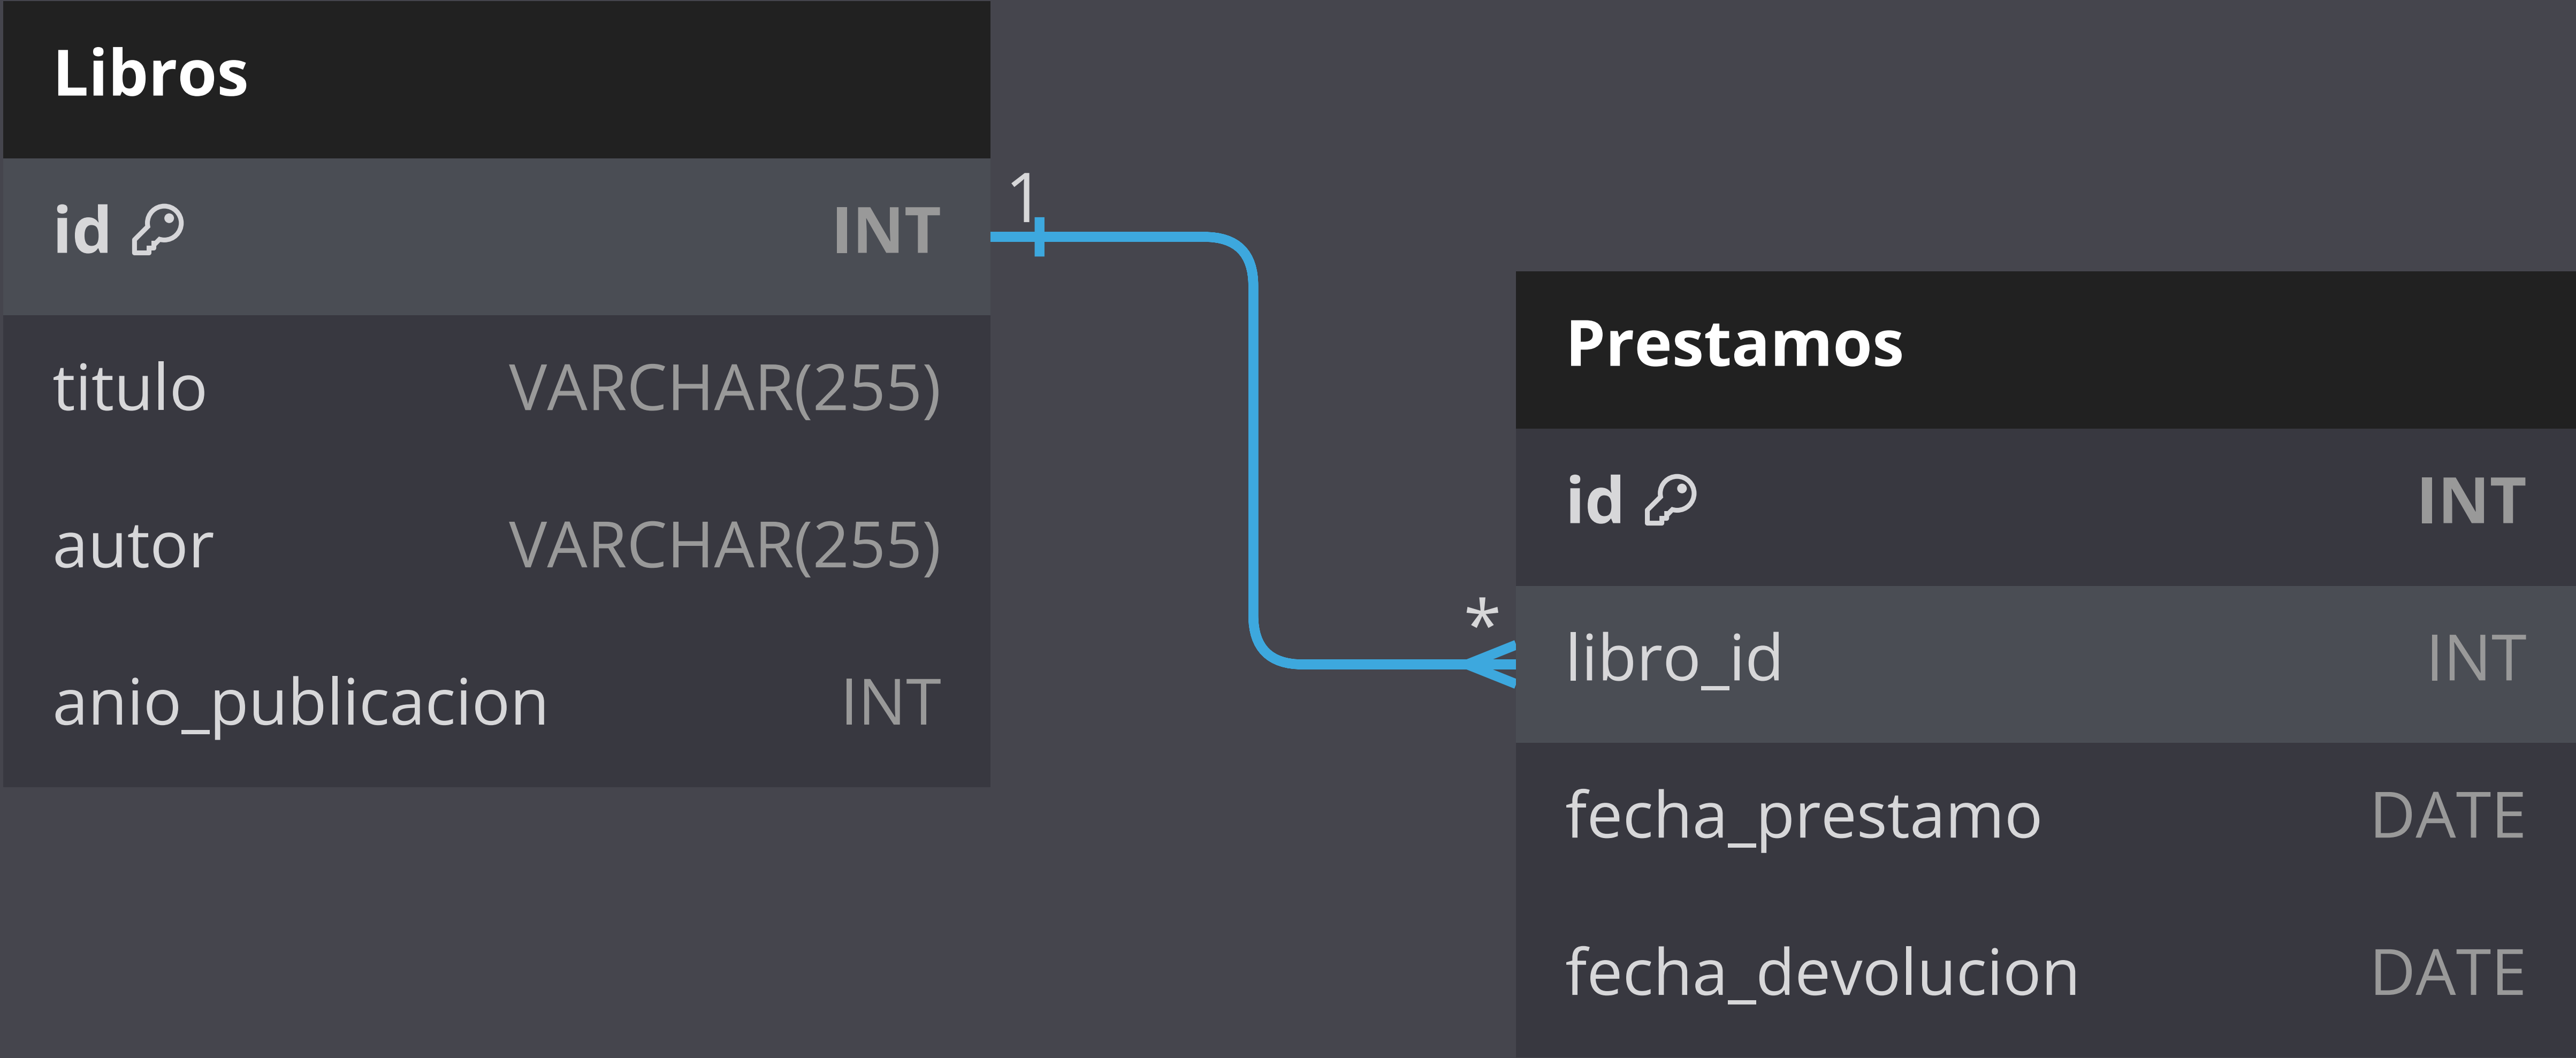 Libros
id INT
titulo VARCHAR(255)
autor VARCHAR(255)
anio_publicacion INT
1
*
Prestamos
id INT
libro_id INT
fecha_prestamo DATE
fecha_devolucion DATE